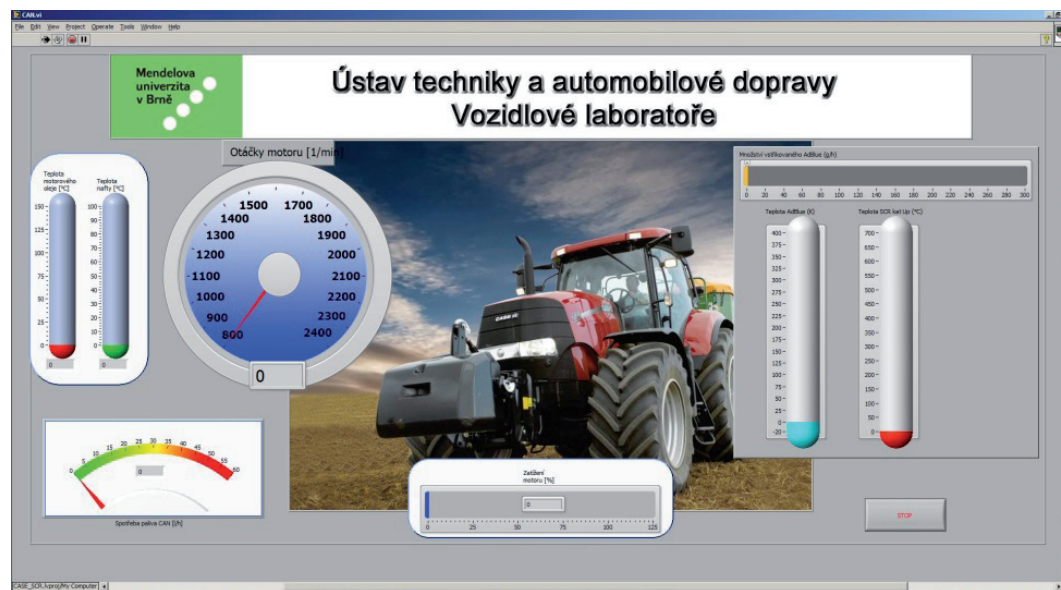 CAN.vi
File Edit View Project Operate Tools Window Help
Mendelova
univerzita
v Brně
Ústav techniky a automobilové dopravy
Vozidlové laboratoře
Otáčky motoru [1/min]
1500 1700
1400 1800
1300 1900
1200 2000
1100 2100
1000 2200
900 2300
800 2400
0
Teplota
motorového
oleje [°C]
150
125
100
75
50
25
0
0
Teplota
nafty [°C]
100
90
80
70
60
50
40
30
20
10
0
0
Množství vstřikovaného AdBlue (g/h)
0 20 40 60 80 100 120 140 160 180 200 220 240 260 280 300
Teplota AdBlue (K)
400
375
350
325
300
275
250
225
200
175
150
125
100
75
50
25
0
-20
Teplota SCR kat Up (°C)
700
650
600
550
500
450
400
350
300
250
200
150
100
50
0
CASE IH
0 5 10 15 20 25 30 35 40 45 50 55 60
0
Spotřeba paliva CAN [l/h]
Zatížení
motoru [%]
0
0 25 50 75 100 125
STOP
CASE_SCR.lvproj/My Computer